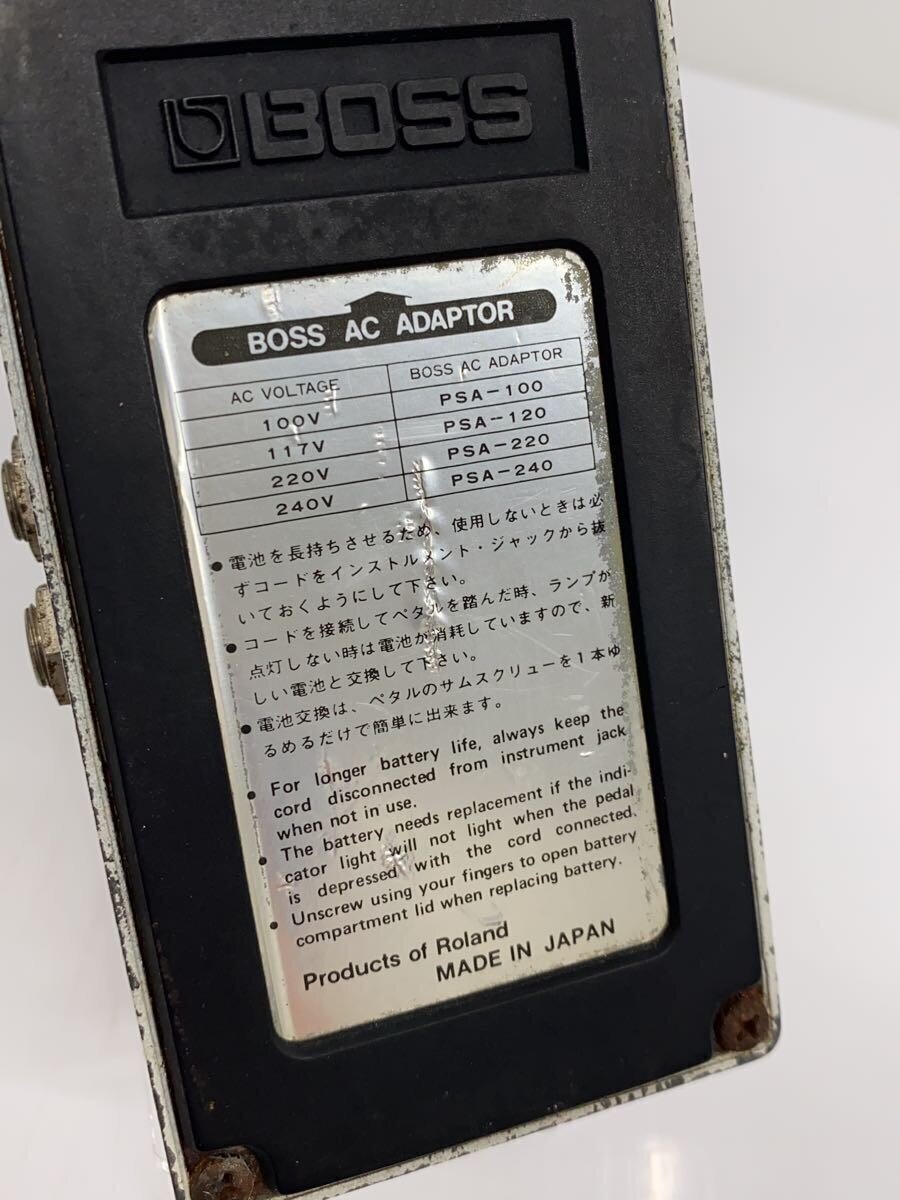 BOSS
BOSS AC ADAPTOR
AC VOLTAGE BOSS AC ADAPTOR
100V PSA-100
117V PSA-120
220V PSA-220
240V PSA-240
● 電池を長持ちさせるため、使用しないときは必
ずコードをインストルメント・ジャックから抜
いておくようにして下さい。
● コードを接続してペダルを踏んだ時、ランプが
点灯しない時は電池が消耗していますので、新
しい電池と交換して下さい。
● 電池交換は、ペダルのサムスクリューを1本ゆ
るめるだけで簡単に出来ます。
● For longer battery life, always keep the
cord disconnected from instrument jack
when not in use.
● The battery needs replacement if the indi-
cator light will not light when the pedal
is depressed with the cord connected.
● Unscrew using your fingers to open battery
compartment lid when replacing battery.
Products of Roland
MADE IN JAPAN